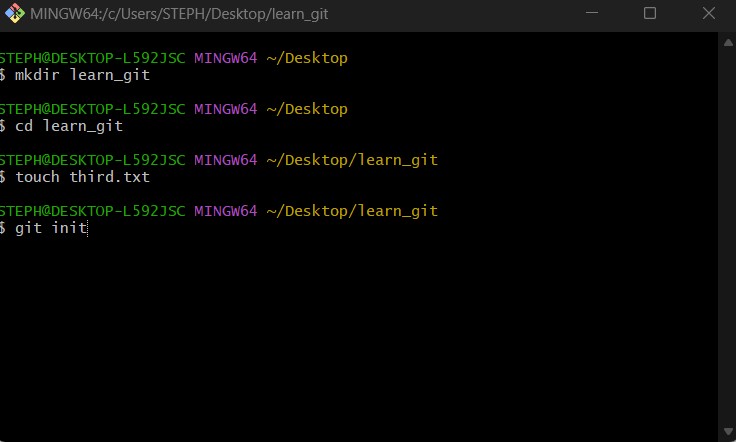 MINGW64:/c/Users/STEPH/Desktop/learn_git
STEPH@DESKTOP-L592JSC MINGW64 ~/Desktop
$ mkdir learn_git
STEPH@DESKTOP-L592JSC MINGW64 ~/Desktop
$ cd learn_git
STEPH@DESKTOP-L592JSC MINGW64 ~/Desktop/learn_git
$ touch third.txt
STEPH@DESKTOP-L592JSC MINGW64 ~/Desktop/learn_git
$ git init